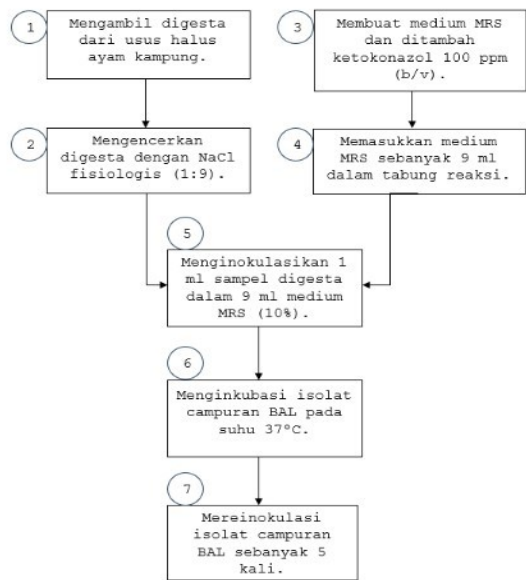 1
Mengambil digesta
dari usus halus
ayam kampung.
2
Mengencerkan
digesta dengan NaCl
fisiologis (1:9).
3
Membuat medium MRS
dan ditambah
ketokonazol 100 ppm
(b/v).
4
Memasukkan medium
MRS sebanyak 9 ml
dalam tabung reaksi.
5
Menginokulasikan 1
ml sampel digesta
dalam 9 ml medium
MRS (10%).
6
Menginkubasi isolat
campuran BAL pada
suhu 37°C.
7
Mereinokulasi
isolat campuran
BAL sebanyak 5
kali.